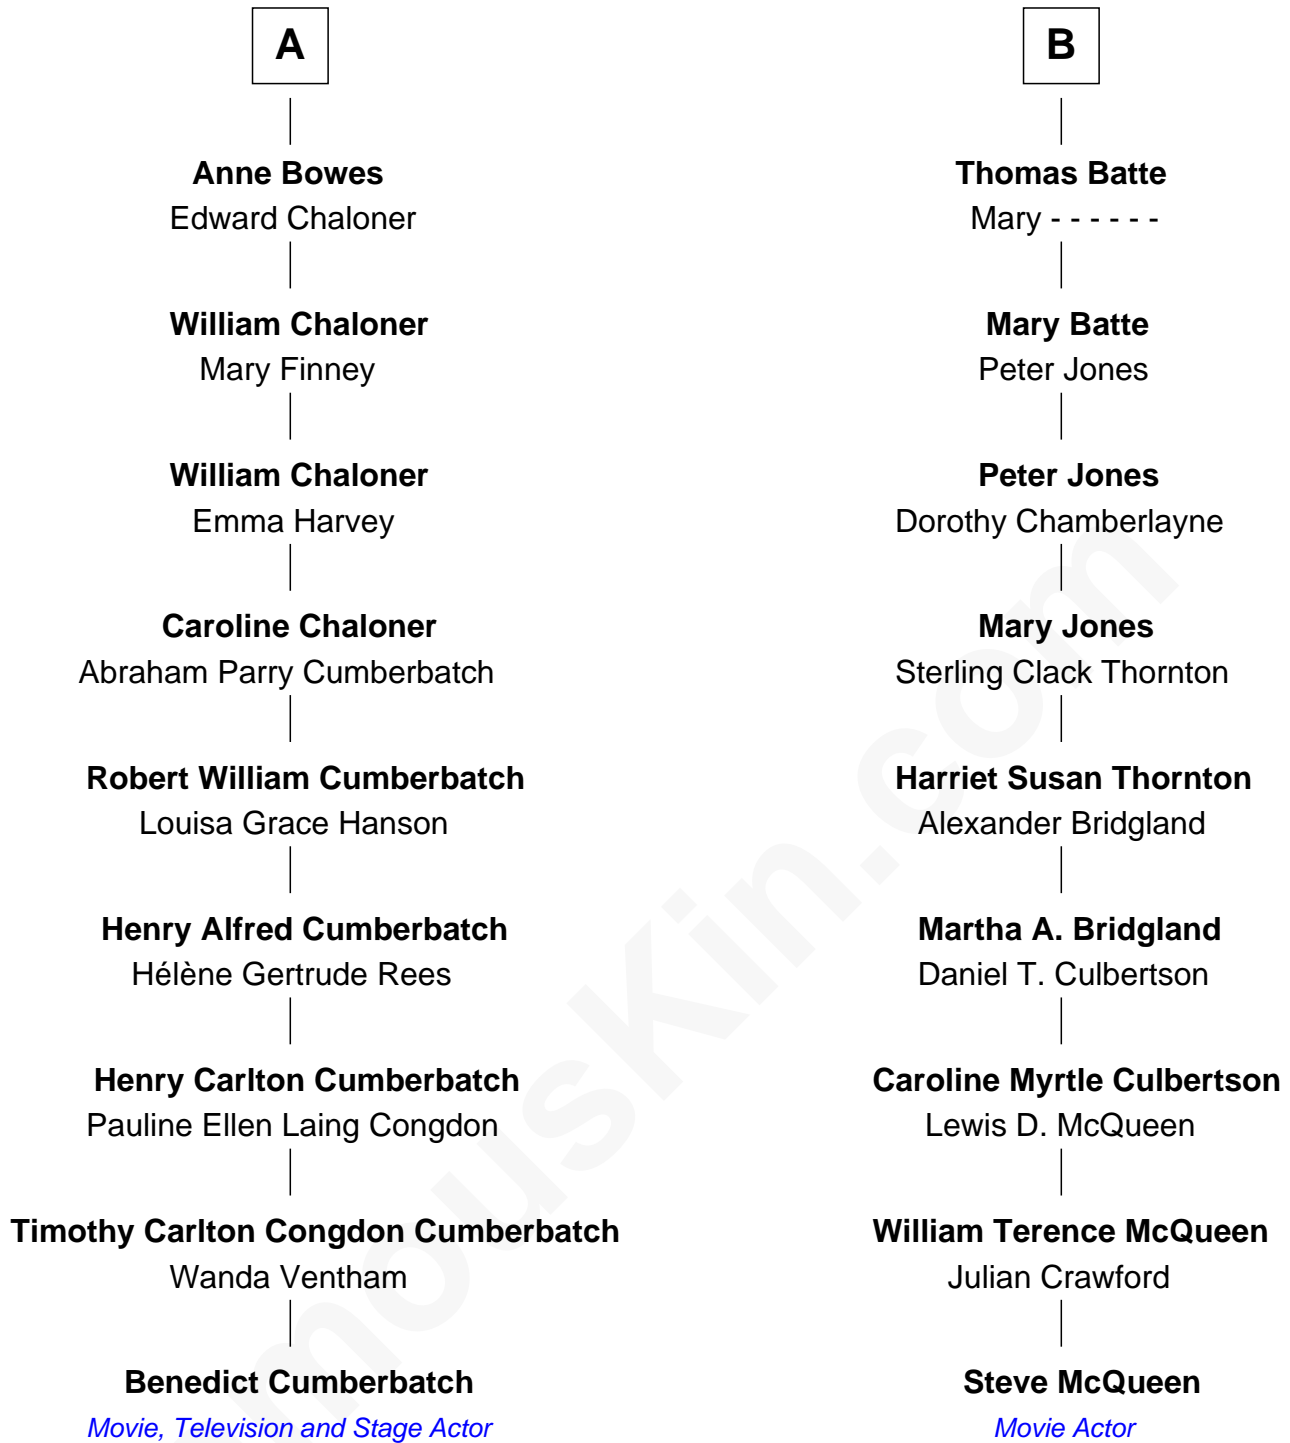 A
Anne Bowes
Edward Chaloner
William Chaloner
Mary Finney
William Chaloner
Emma Harvey
Caroline Chaloner
Abraham Parry Cumberbatch
Robert William Cumberbatch
Louisa Grace Hanson
Henry Alfred Cumberbatch
Hélène Gertrude Rees
Henry Carlton Cumberbatch
Pauline Ellen Laing Congdon
Timothy Carlton Congdon Cumberbatch
Wanda Ventham
Benedict Cumberbatch
Movie, Television and Stage Actor
B
Thomas Batte
Mary - - - - - -
Mary Batte
Peter Jones
Peter Jones
Dorothy Chamberlayne
Mary Jones
Sterling Clack Thornton
Harriet Susan Thornton
Alexander Bridgland
Martha A. Bridgland
Daniel T. Culbertson
Caroline Myrtle Culbertson
Lewis D. McQueen
William Terence McQueen
Julian Crawford
Steve McQueen
Movie Actor
mousKin.com